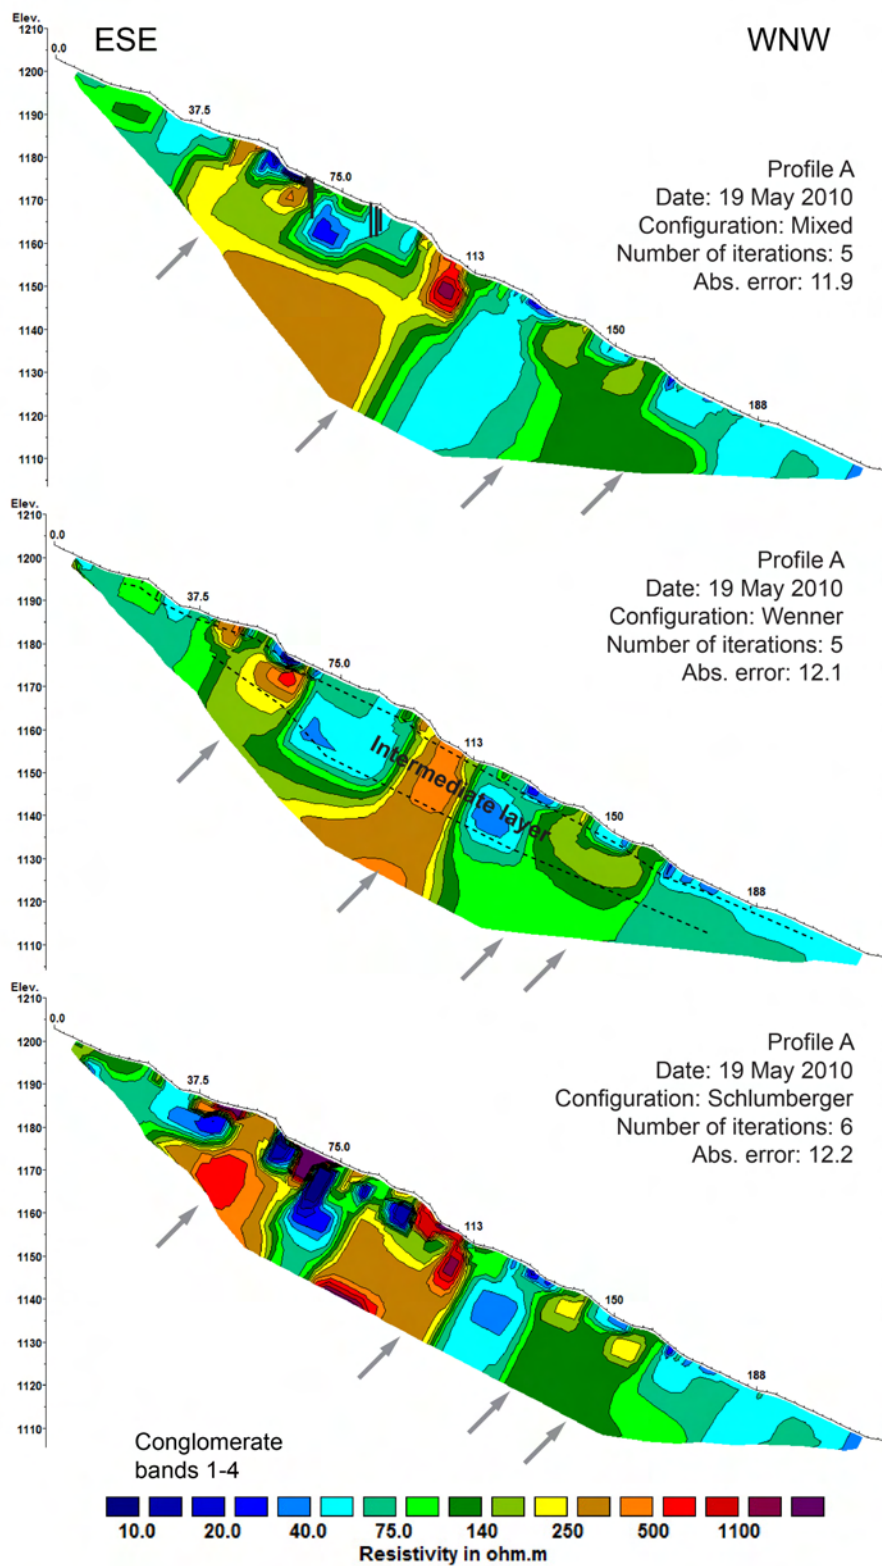 Elev.
1210
ESE
WNW
0.0
1200
1190
37.5
1180
75.0
1170
Profile A
Date: 19 May 2010
Configuration: Mixed
Number of iterations: 5
Abs. error: 11.9
1160
113
1150
150
1140
1130
188
1120
1110
Elev.
1210
0.0
1200
Profile A
Date: 19 May 2010
Configuration: Wenner
Number of iterations: 5
Abs. error: 12.1
1190
37.5
1180
75.0
1170
1160
Intermediate layer
113
1150
150
1140
1130
188
1120
1110
Elev.
1210
0.0
1200
Profile A
Date: 19 May 2010
Configuration: Schlumberger
Number of iterations: 6
Abs. error: 12.2
1190
37.5
1180
75.0
1170
1160
113
1150
150
1140
1130
188
1120
1110
Conglomerate
bands 1-4
10.0 20.0 40.0 75.0 140 250 500 1100
Resistivity in ohm.m